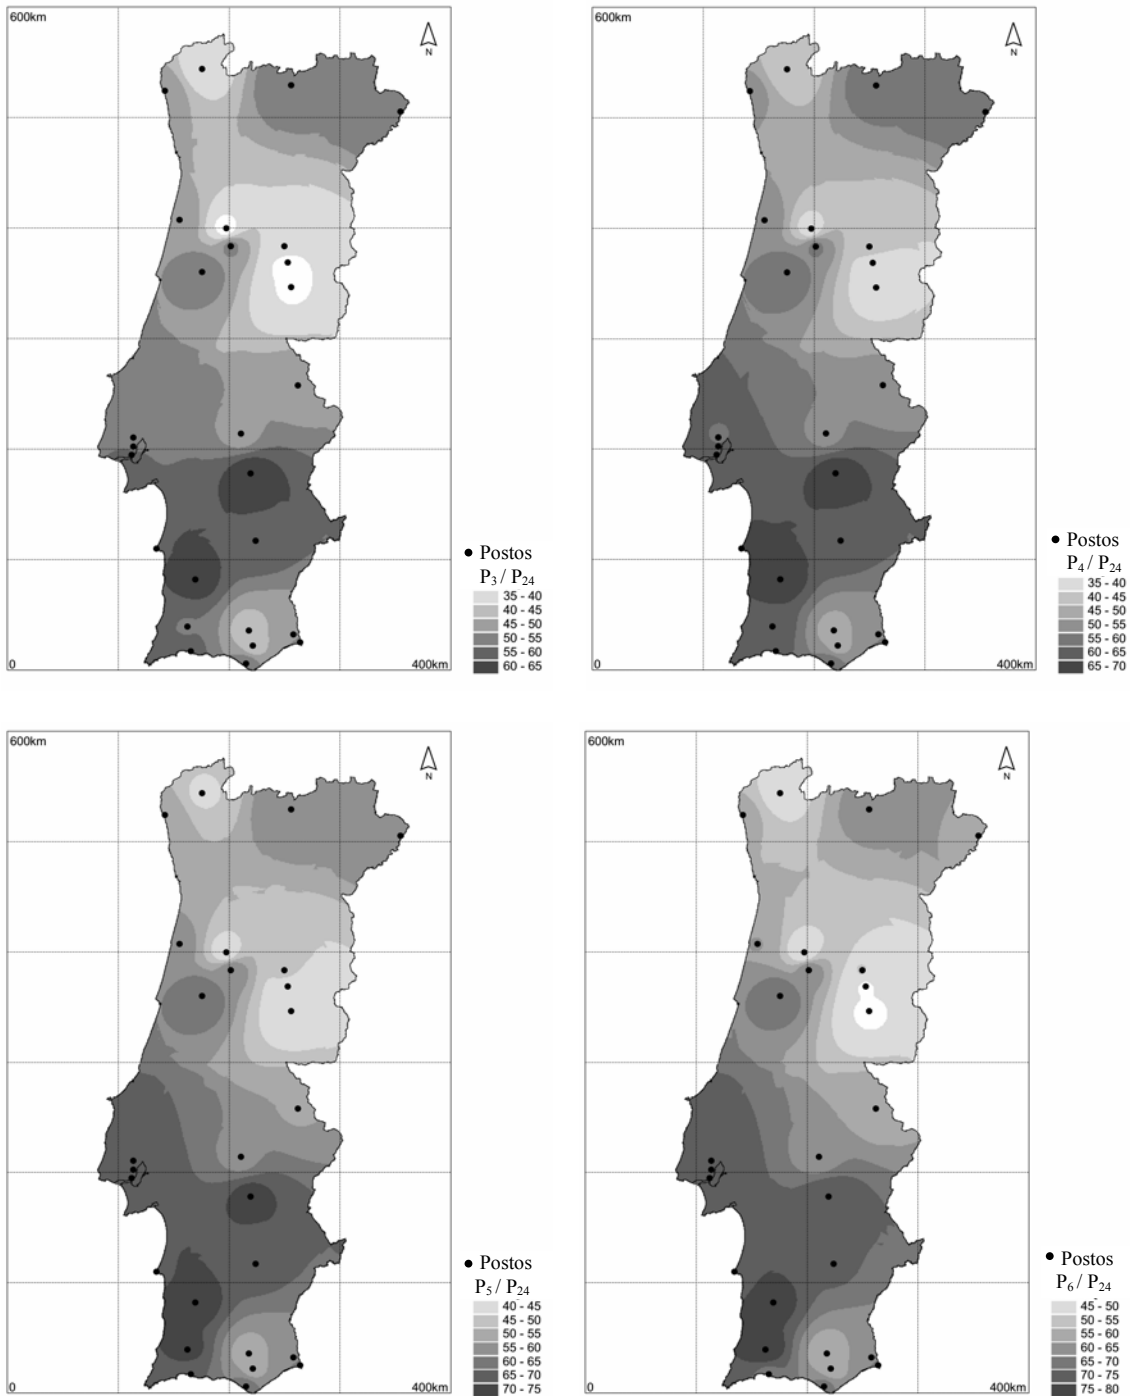 600km
N
0
400km
Postos
P3 / P24
35 - 40
40 - 45
45 - 50
50 - 55
55 - 60
60 - 65
600km
N
0
400km
Postos
P4 / P24
35 - 40
40 - 45
45 - 50
50 - 55
55 - 60
60 - 65
65 - 70
600km
N
0
400km
Postos
P5 / P24
40 - 45
45 - 50
50 - 55
55 - 60
60 - 65
65 - 70
70 - 75
600km
N
0
400km
Postos
P6 / P24
45 - 50
50 - 55
55 - 60
60 - 65
65 - 70
70 - 75
75 - 80